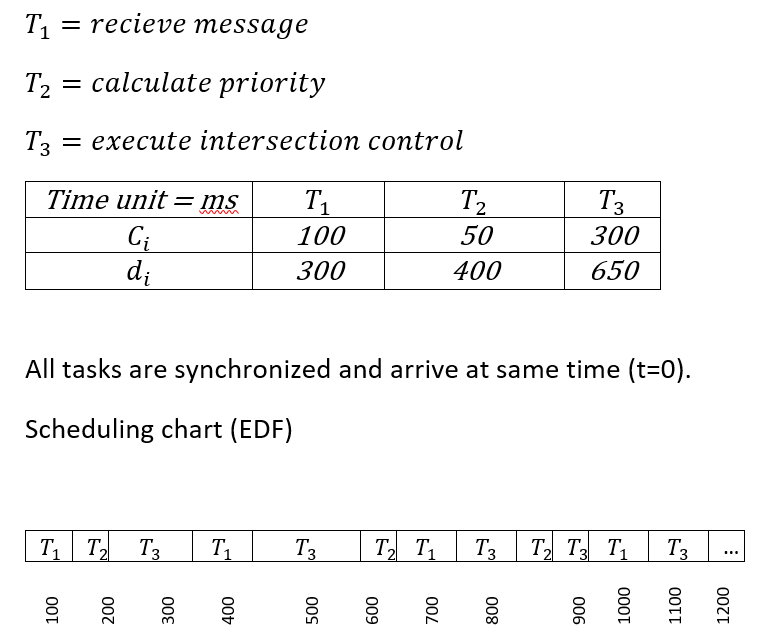 T₁ = recieve message
T₂ = calculate priority
T₃ = execute intersection control
Time unit = ms T₁ T₂ T₃
Cᵢ 100 50 300
dᵢ 300 400 650
All tasks are synchronized and arrive at same time (t=0).
Scheduling chart (EDF)
T₁ T₂ T₃ T₁ T₃ T₂ T₁ T₃ T₂ T₃ T₁ T₃ ...
100 200 300 400 500 600 700 800 900 1000 1100 1200